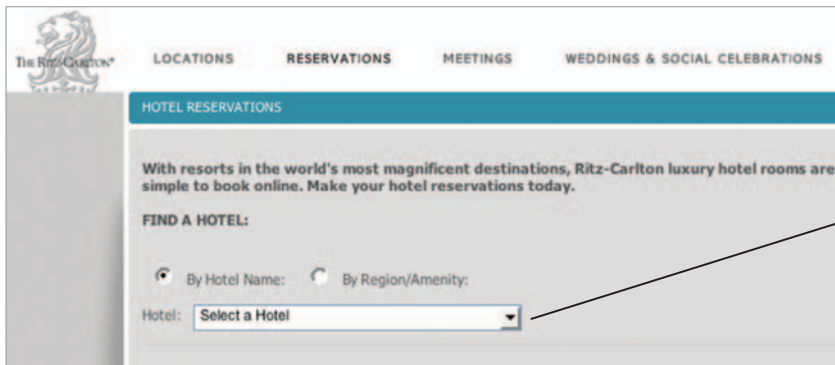 THE RITZ-CARLTON®
LOCATIONS RESERVATIONS MEETINGS WEDDINGS & SOCIAL CELEBRATIONS
HOTEL RESERVATIONS
With resorts in the world's most magnificent destinations, Ritz-Carlton luxury hotel rooms are
simple to book online. Make your hotel reservations today.
FIND A HOTEL:
By Hotel Name: By Region/Amenity:
Hotel: Select a Hotel